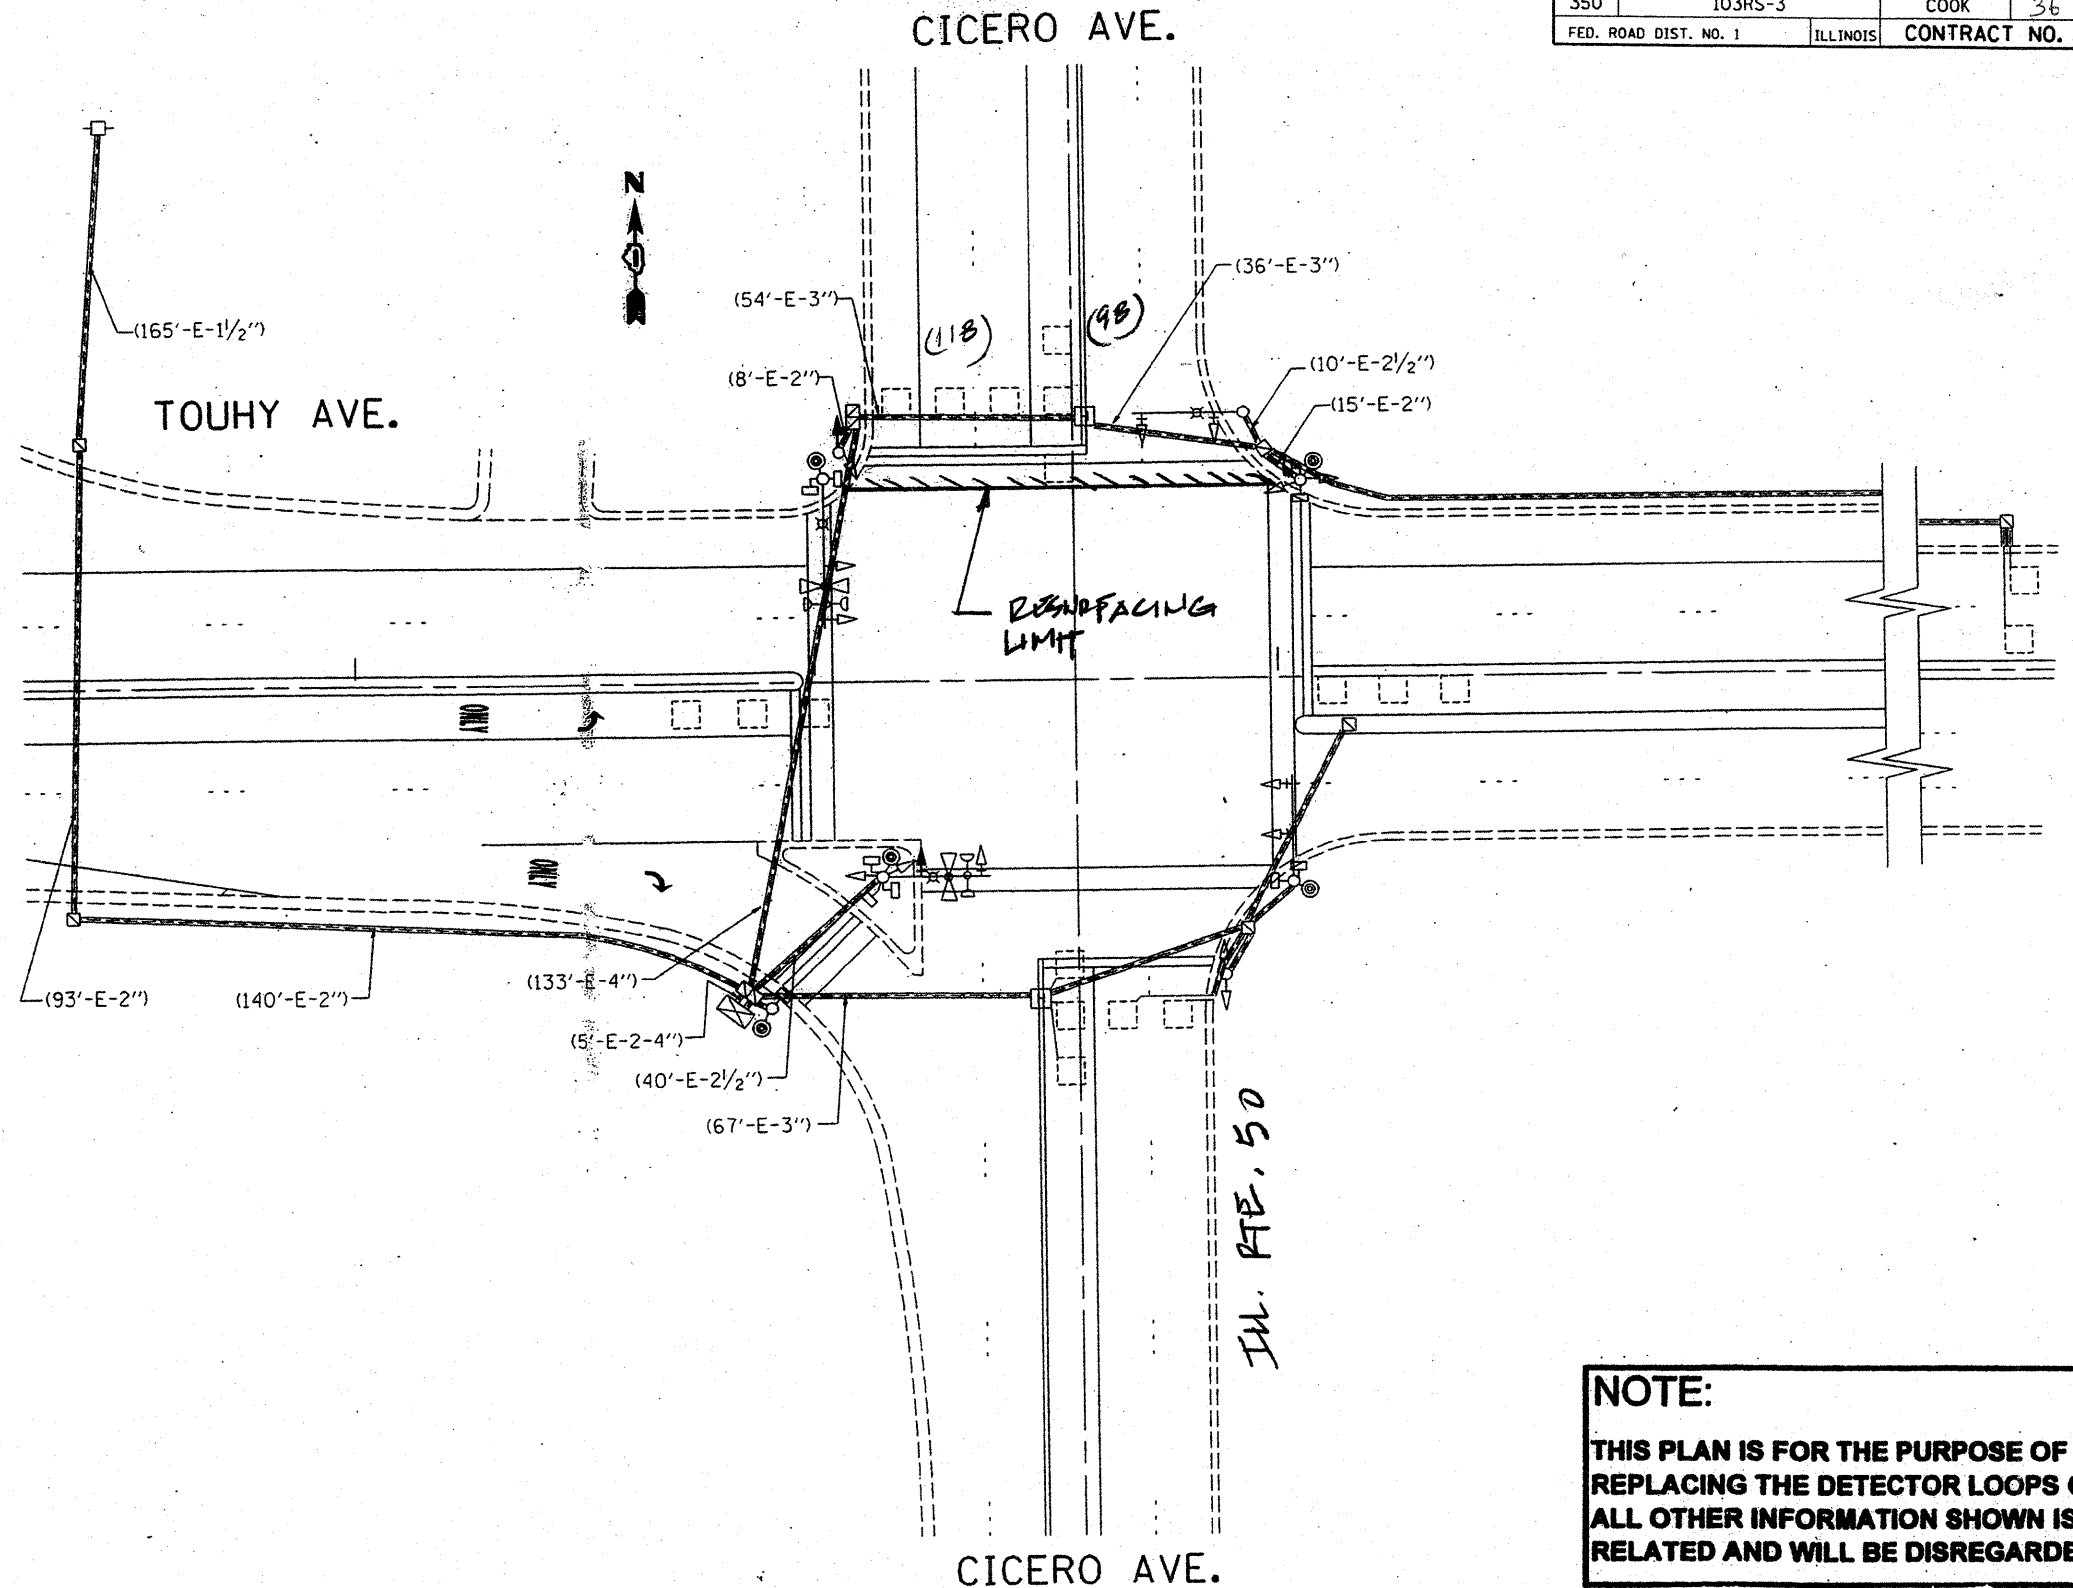 CICERO AVE.
350 103RS-3 COOK 36
FED. ROAD DIST. NO. 1 ILLINOIS CONTRACT NO.
N
(36'-E-3")
(54'-E-3")
(118)
(98)
(165'-E-1½")
(8'-E-2")
(10'-E-2½")
(15'-E-2")
TOUHY AVE.
RESURFACING
LIMIT
ONLY
ONLY
(93'-E-2")
(140'-E-2")
(133'-E-4")
(5'-E-2-4")
(40'-E-2½")
(67'-E-3")
ILL. RTE. 50
NOTE:
THIS PLAN IS FOR THE PURPOSE OF
REPLACING THE DETECTOR LOOPS
ALL OTHER INFORMATION SHOWN IS
RELATED AND WILL BE DISREGARDE
CICERO AVE.